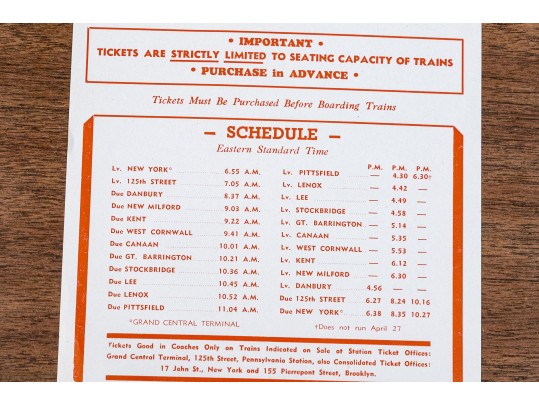 • IMPORTANT •
TICKETS ARE STRICTLY LIMITED TO SEATING CAPACITY OF TRAINS
• PURCHASE in ADVANCE •
Tickets Must Be Purchased Before Boarding Trains
— SCHEDULE —
Eastern Standard Time
Lv. NEW YORK* 6.55 A.M.
Lv. 125th STREET 7.05 A.M.
Due DANBURY 8.37 A.M.
Due NEW MILFORD 9.03 A.M.
Due KENT 9.22 A.M.
Due WEST CORNWALL 9.41 A.M.
Due CANAAN 10.01 A.M.
Due GT. BARRINGTON 10.21 A.M.
Due STOCKBRIDGE 10.36 A.M.
Due LEE 10.45 A.M.
Due LENOX 10.52 A.M.
Due PITTSFIELD 11.04 A.M.
*GRAND CENTRAL TERMINAL
P.M. P.M. P.M.
Lv. PITTSFIELD — 4.30 6.30†
Lv. LENOX — 4.42 —
Lv. LEE — 4.49 —
Lv. STOCKBRIDGE — 4.58 —
Lv. GT. BARRINGTON — 5.14 —
Lv. CANAAN — 5.35 —
Lv. WEST CORNWALL — 5.53 —
Lv. KENT — 6.12 —
Lv. NEW MILFORD — 6.30 —
Lv. DANBURY 4.56 — —
Due 125th STREET 6.27 8.24 10.16
Due NEW YORK* 6.38 8.35 10.27
†Does not run April 27
Tickets Good in Coaches Only on Trains Indicated on Sale at Station Ticket Offices:
Grand Central Terminal, 125th Street, Pennsylvania Station, also Consolidated Ticket Offices:
17 John St., New York and 155 Pierrepont Street, Brooklyn.